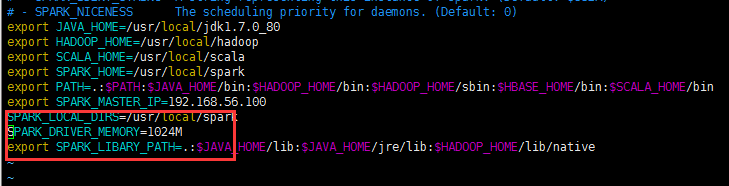 # - SPARK_NICENESS The scheduling priority for daemons. (Default: 0)
export JAVA_HOME=/usr/local/jdk1.7.0_80
export HADOOP_HOME=/usr/local/hadoop
export SCALA_HOME=/usr/local/scala
export SPARK_HOME=/usr/local/spark
export PATH=.:$PATH:$JAVA_HOME/bin:$HADOOP_HOME/bin:$HADOOP_HOME/sbin:$HBASE_HOME/bin:$SCALA_HOME/bin
export SPARK_MASTER_IP=192.168.56.100
SPARK_LOCAL_DIRS=/usr/local/spark
SPARK_DRIVER_MEMORY=1024M
export SPARK_LIBARY_PATH=.:$JAVA_HOME/lib:$JAVA_HOME/jre/lib:$HADOOP_HOME/lib/native
~
~